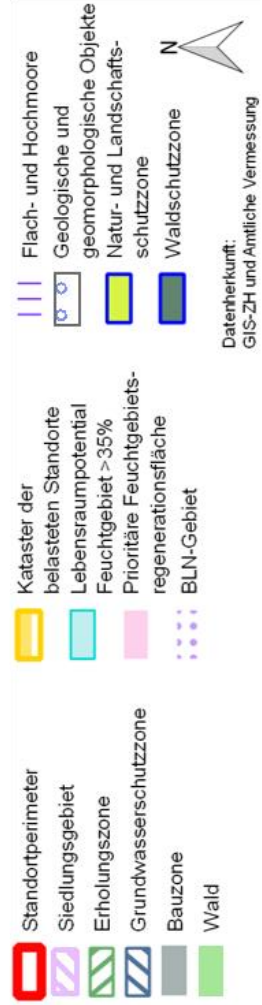 Standortperimeter
Siedlungsgebiet
Erholungszone
Grundwasserschutzzone
Bauzone
Wald
Kataster der
belasteten Standorte
Lebensraumpotential
Feuchtgebiet >35%
Prioritäre Feuchtgebiets-
regenerationsfläche
BLN-Gebiet
Flach- und Hochmoore
Geologische und
geomorphologische Objekte
Natur- und Landschafts-
schutzzone
Waldschutzzone
N
Datenherkunft:
GIS-ZH und Amtliche Vermessung